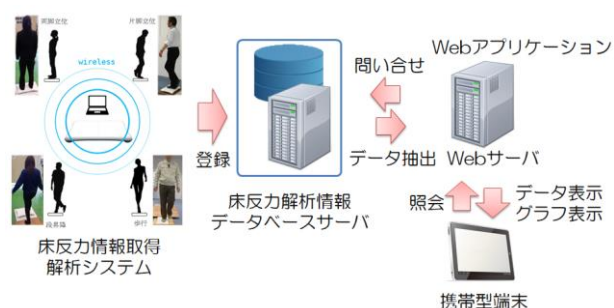 両脚立位
片脚立位
wireless
段昇降
歩行
床反力情報取得
解析システム
登録
床反力解析情報
データベースサーバ
問い合せ
データ抽出
Webアプリケーション
Webサーバ
照会
データ表示
グラフ表示
携帯型端末